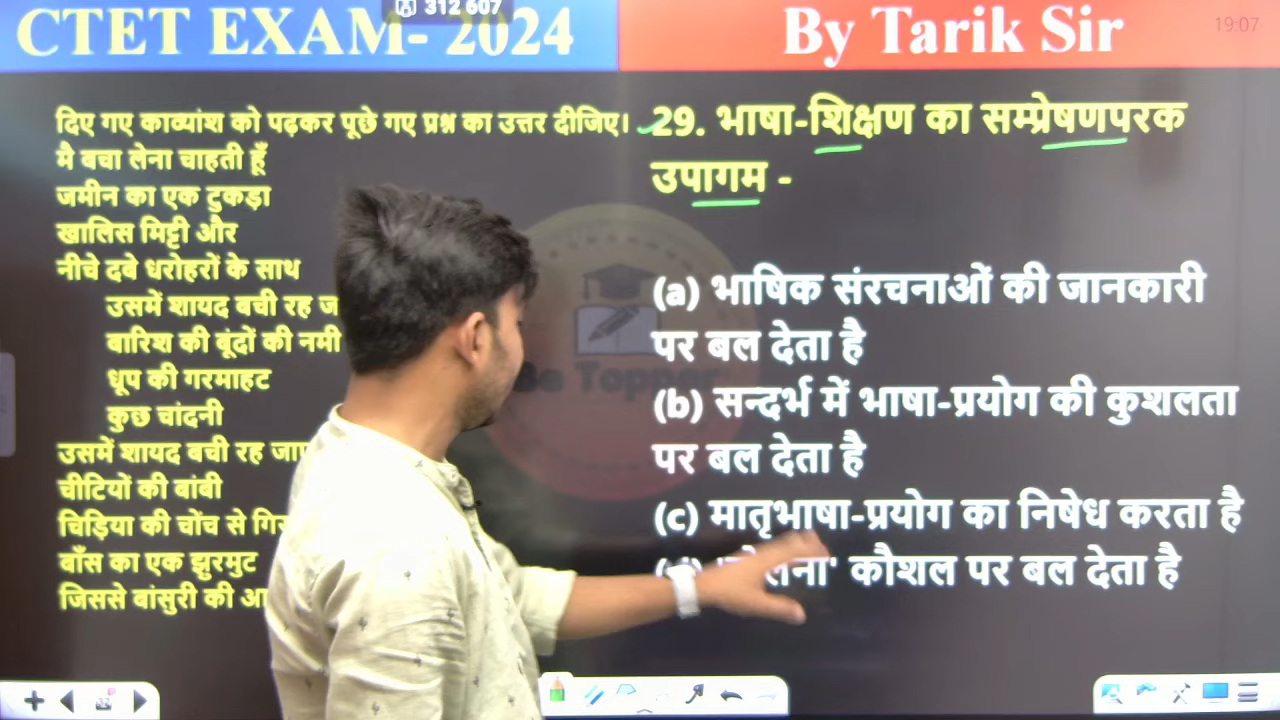 CTET EXAM- 2024
312 607
By Tarik Sir
19:07
दिए गए काव्यांश को पढ़कर पूछे गए प्रश्न का उत्तर दीजिए।
मै बचा लेना चाहती हूँ
जमीन का एक टुकड़ा
खालिस मिट्टी और
नीचे दबे धरोहरों के साथ
उसमें शायद बची रह
बारिश की बूंदों की नमी
धूप की गरमाहट
कुछ चांदनी
उसमें शायद बची रह
चीटियों की बांबी
चिड़िया की चोंच से
बाँस का एक झुरमुट
जिससे बांसुरी की
29. भाषा-शिक्षण का सम्प्रेषणपरक
उपागम -
(a) भाषिक संरचनाओं की जानकारी
पर बल देता है
(b) सन्दर्भ में भाषा-प्रयोग की कुशलता
पर बल देता है
(c) मातृभाषा-प्रयोग का निषेध करता है
कौशल पर बल देता है
Be Topper